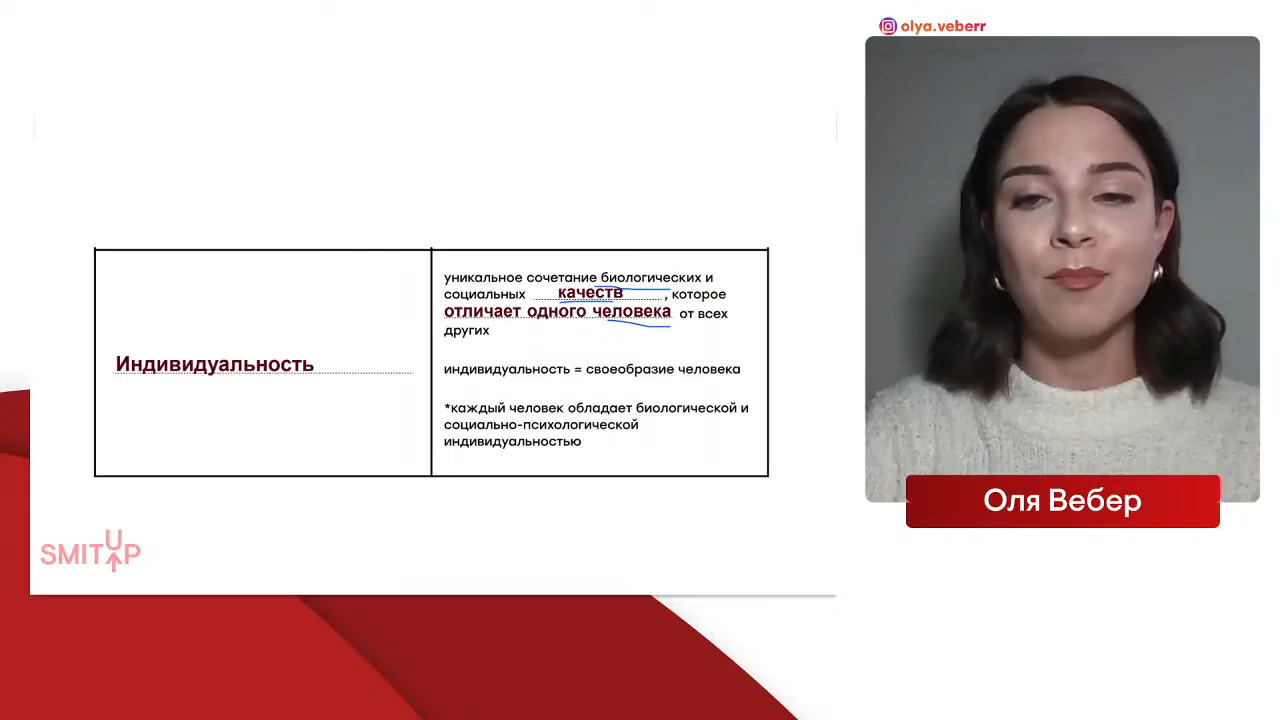 olya.veberr
Индивидуальность
уникальное сочетание биологических и
социальных качеств, которое
отличает одного человека от всех
других
индивидуальность = своеобразие человека
*каждый человек обладает биологической и
социально-психологической
индивидуальностью
SMITUP
Оля Вебер